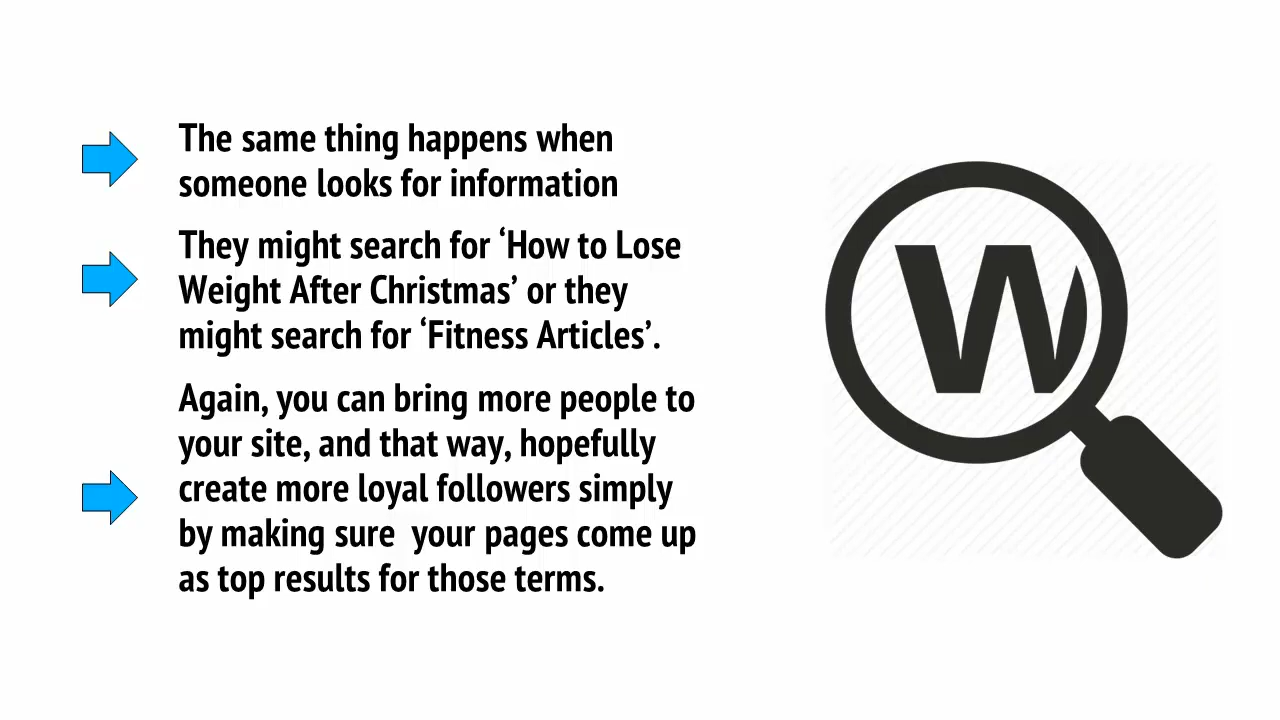 The same thing happens when
someone looks for information
They might search for ‘How to Lose
Weight After Christmas’ or they
might search for ‘Fitness Articles’.
Again, you can bring more people to
your site, and that way, hopefully
create more loyal followers simply
by making sure  your pages come up
as top results for those terms.
W